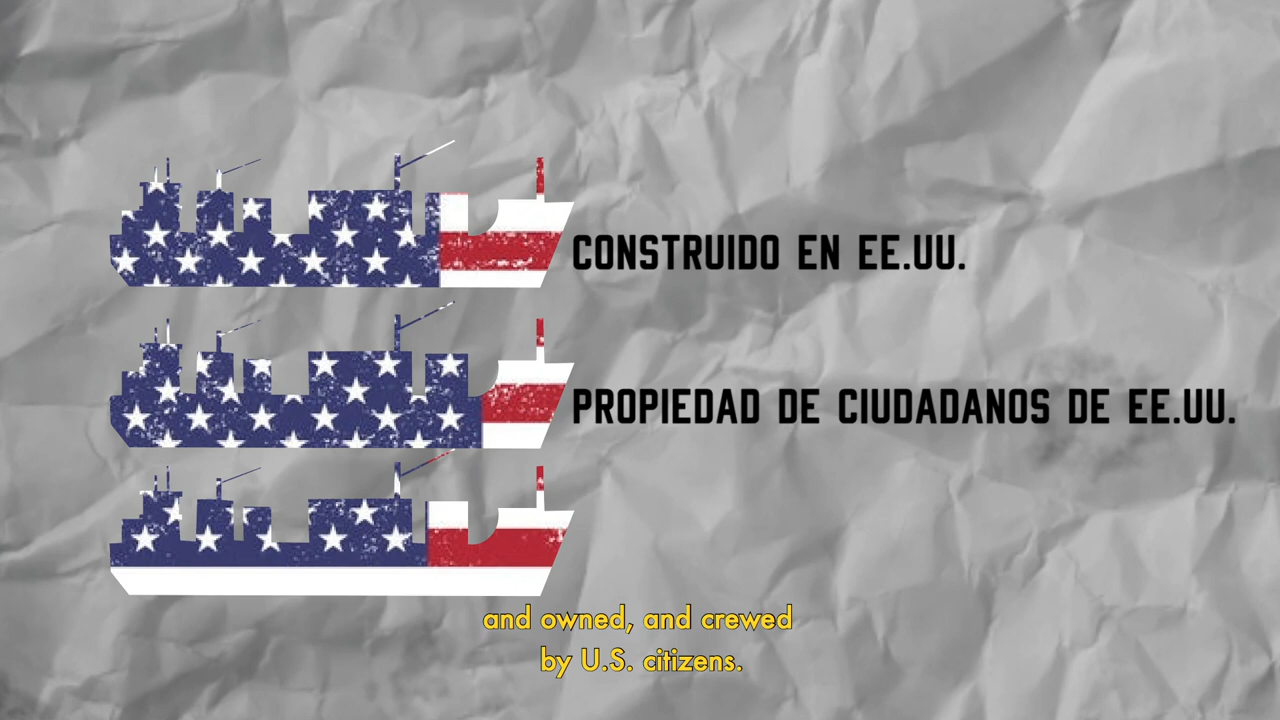 CONSTRUIDO EN EE.UU.
PROPIEDAD DE CIUDADANOS DE EE.UU.
and owned, and crewed
by U.S. citizens.